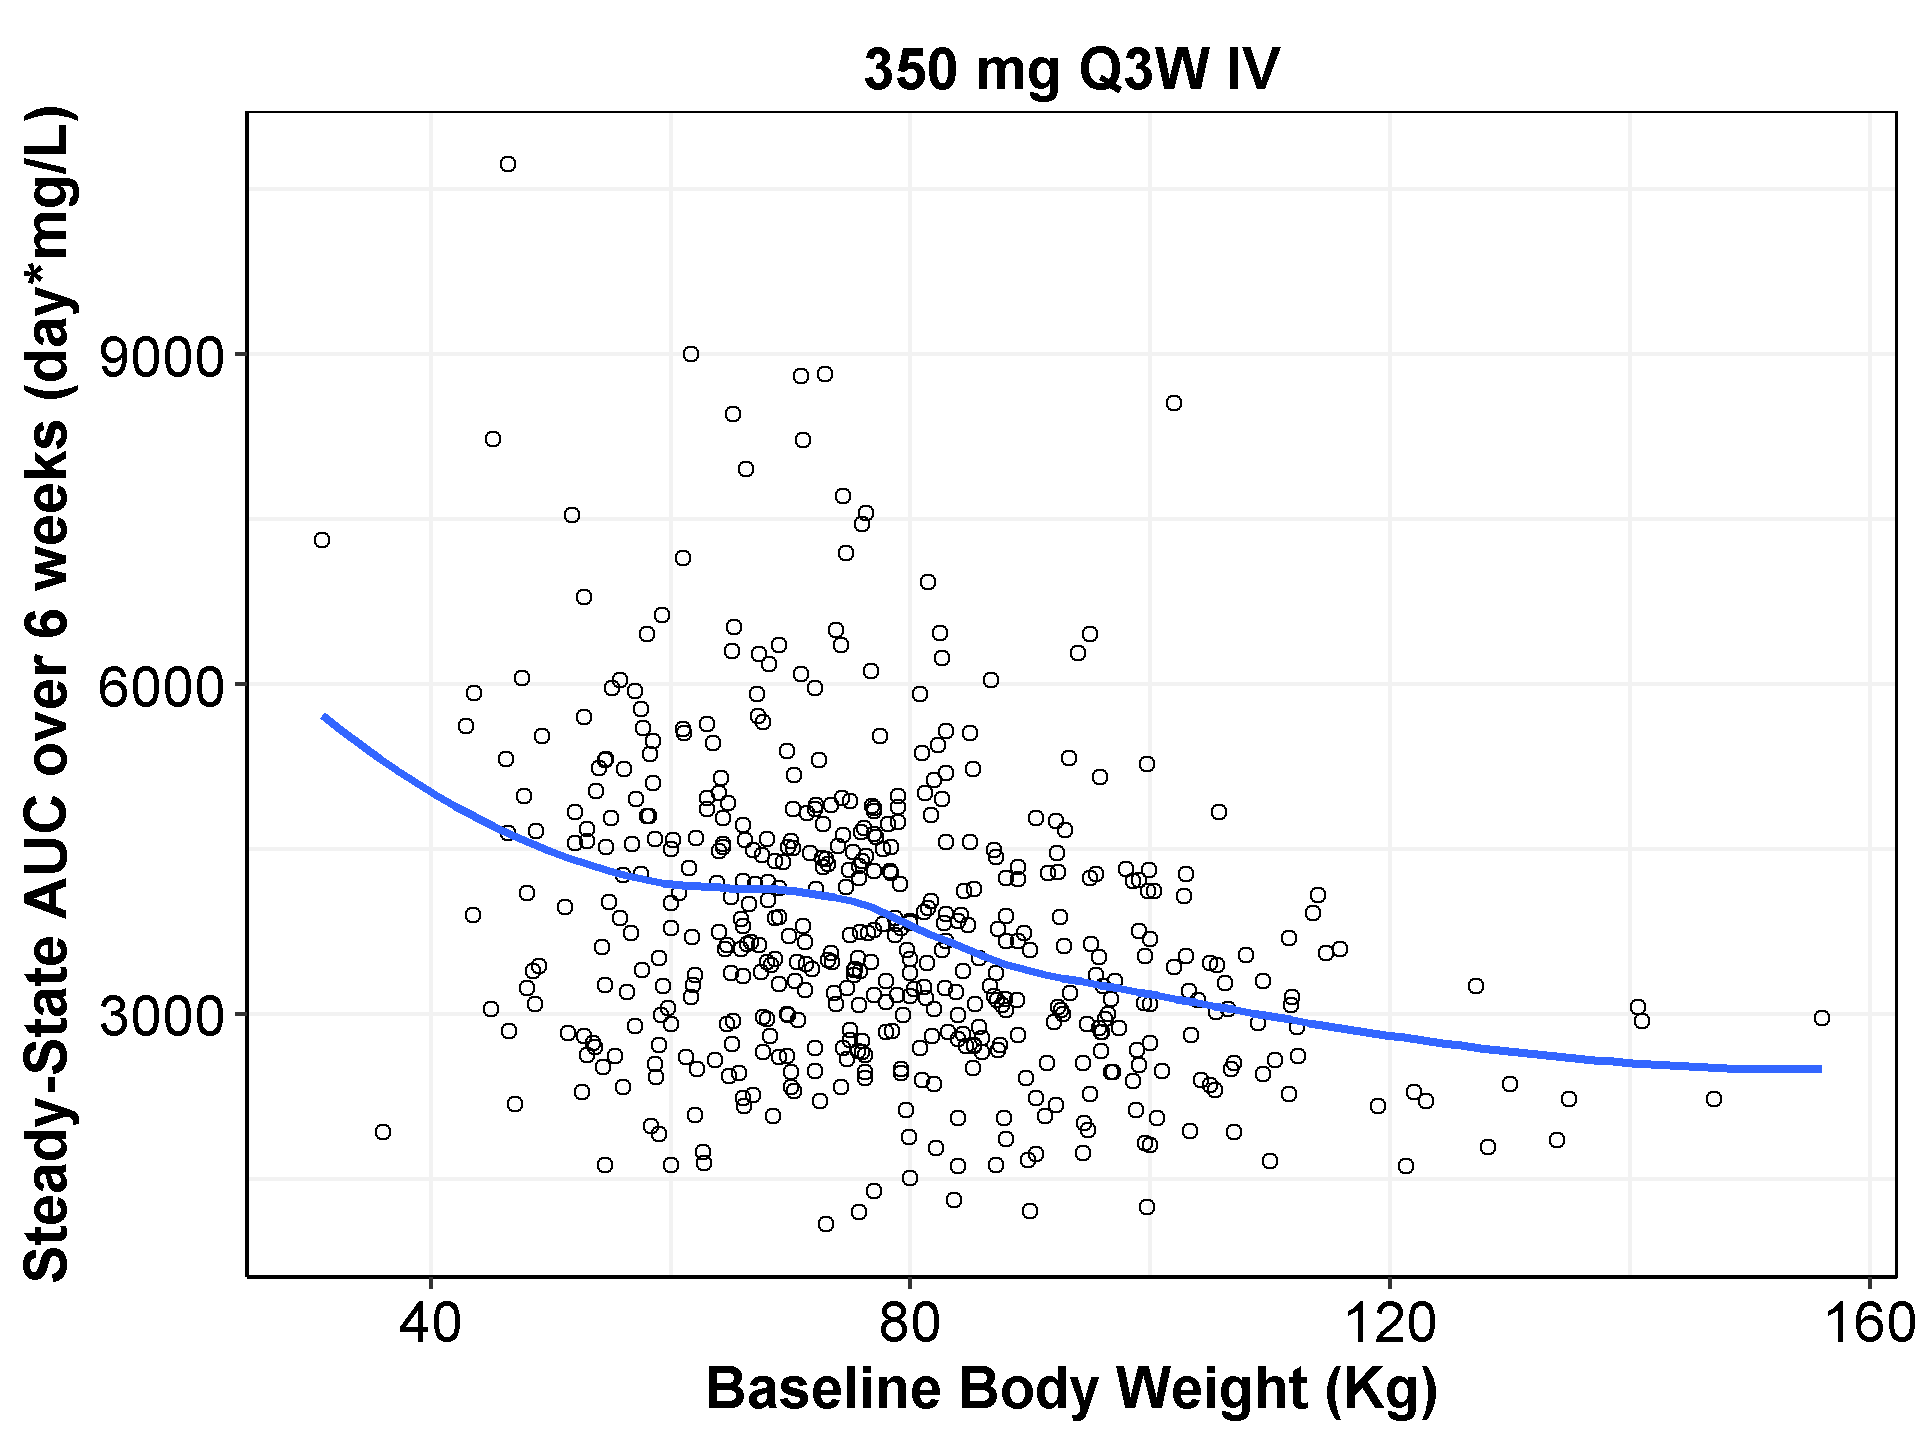 350 mg Q3W IV
Steady-State AUC over 6 weeks (day*mg/L)
9000
6000
3000
40 80 120 160
Baseline Body Weight (Kg)